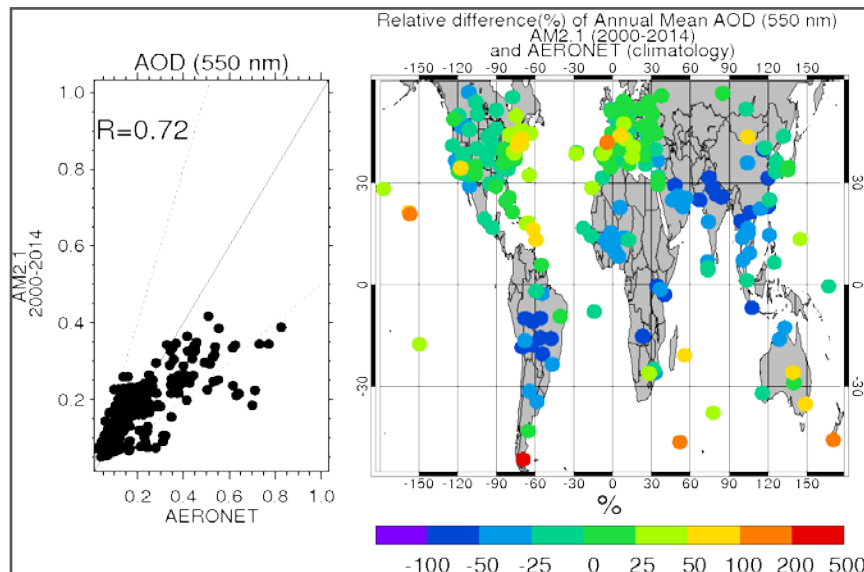 Relative difference(%) of Annual Mean AOD (550 nm)
AM2.1 (2000-2014)
and AERONET (climatology)
AOD (550 nm)
R=0.72
1.0
0.8
0.6
0.4
0.2
AM2.1
2000-2014
0.2 0.4 0.6 0.8 1.0
AERONET
-150 -120 -90 -60 -30 0 30 60 90 120 150
30 30
0 0
-30 -30
-150 -120 -90 -60 -30 0 30 60 90 120 150
%
-100 -50 -25 0 25 50 100 200 500